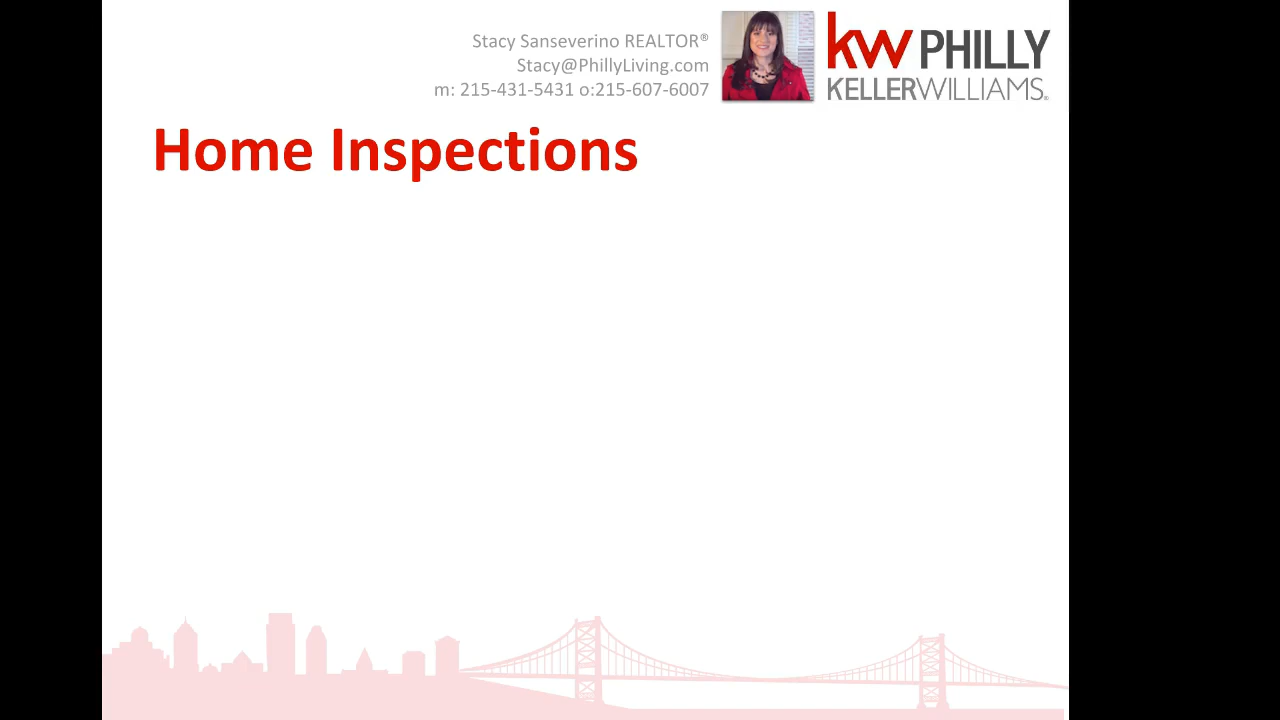 Stacy Sanseverino REALTOR®
Stacy@PhillyLiving.com
m: 215-431-5431 o:215-607-6007
kw PHILLY
KELLERWILLIAMS®
Home Inspections